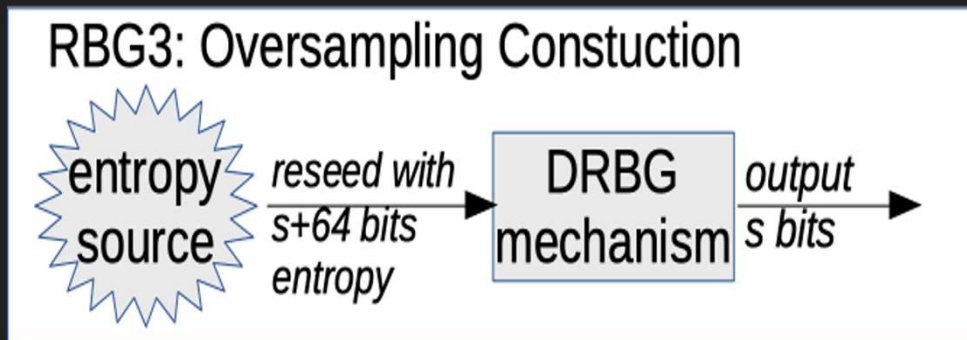 RBG3: Oversampling Constuction
entropy
source
reseed with
s+64 bits
entropy
DRBG
mechanism
output
s bits